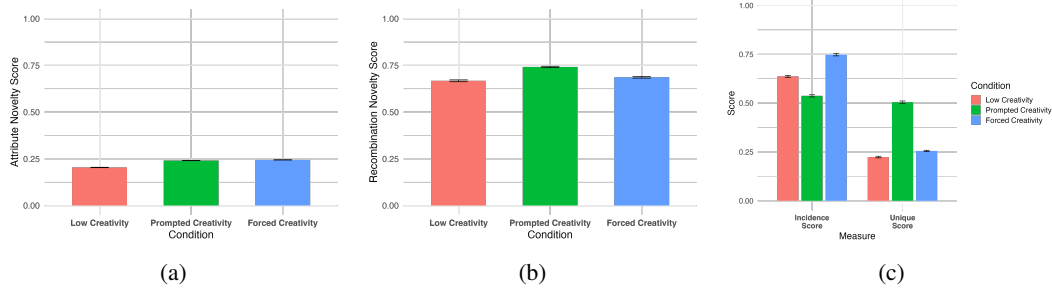 1.00
0.75
0.50
0.25
0.00
Attribute Novelty Score
Low Creativity Prompted Creativity Forced Creativity
Condition
(a)
1.00
0.75
0.50
0.25
0.00
Recombination Novelty Score
Low Creativity Prompted Creativity Forced Creativity
Condition
(b)
1.00
0.75
0.50
0.25
0.00
Score
Incidence Score
Unique Score
Measure
Condition
Low Creativity
Prompted Creativity
Forced Creativity
(c)